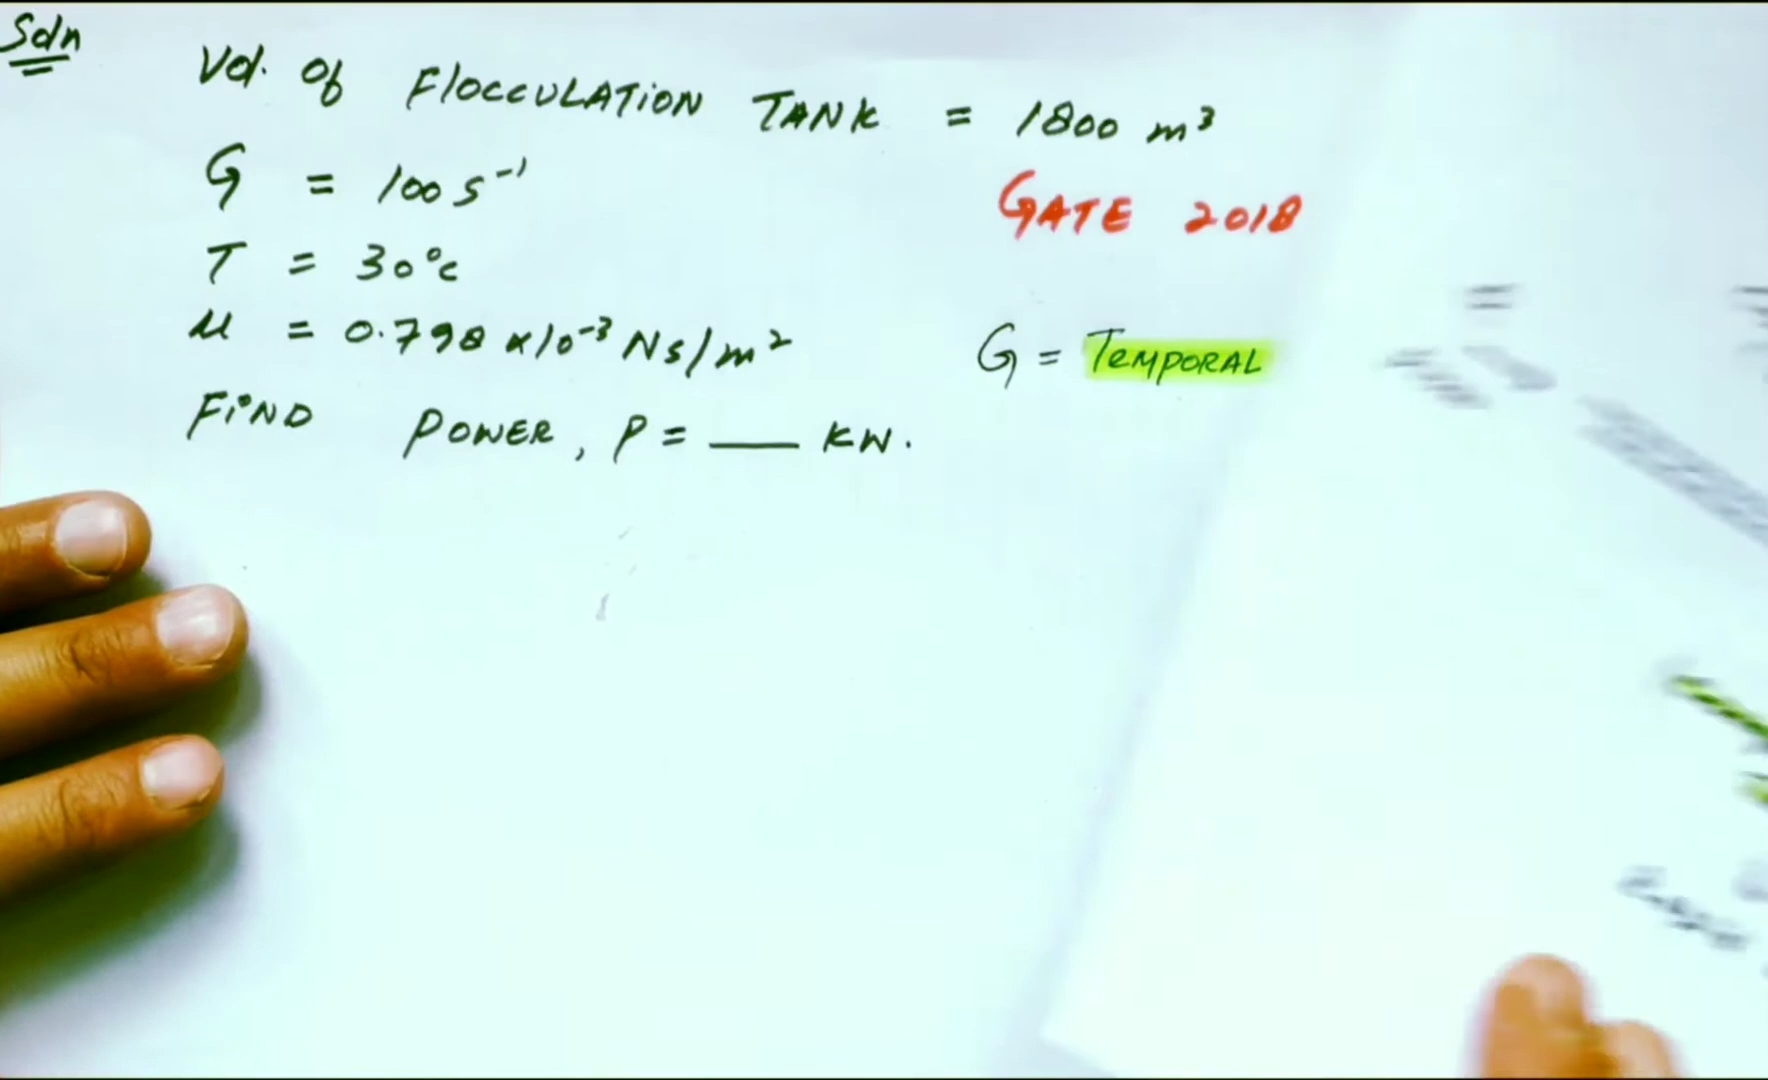 Soln
Vol. Of FlOCCULATiON TANK = 1800 m³
G = 100 s⁻¹
GATE 2018
T = 30°c
μ = 0.798 x10⁻³ Ns/m²
G = TeMPORAL
FiND POWER, P = ___ KW.